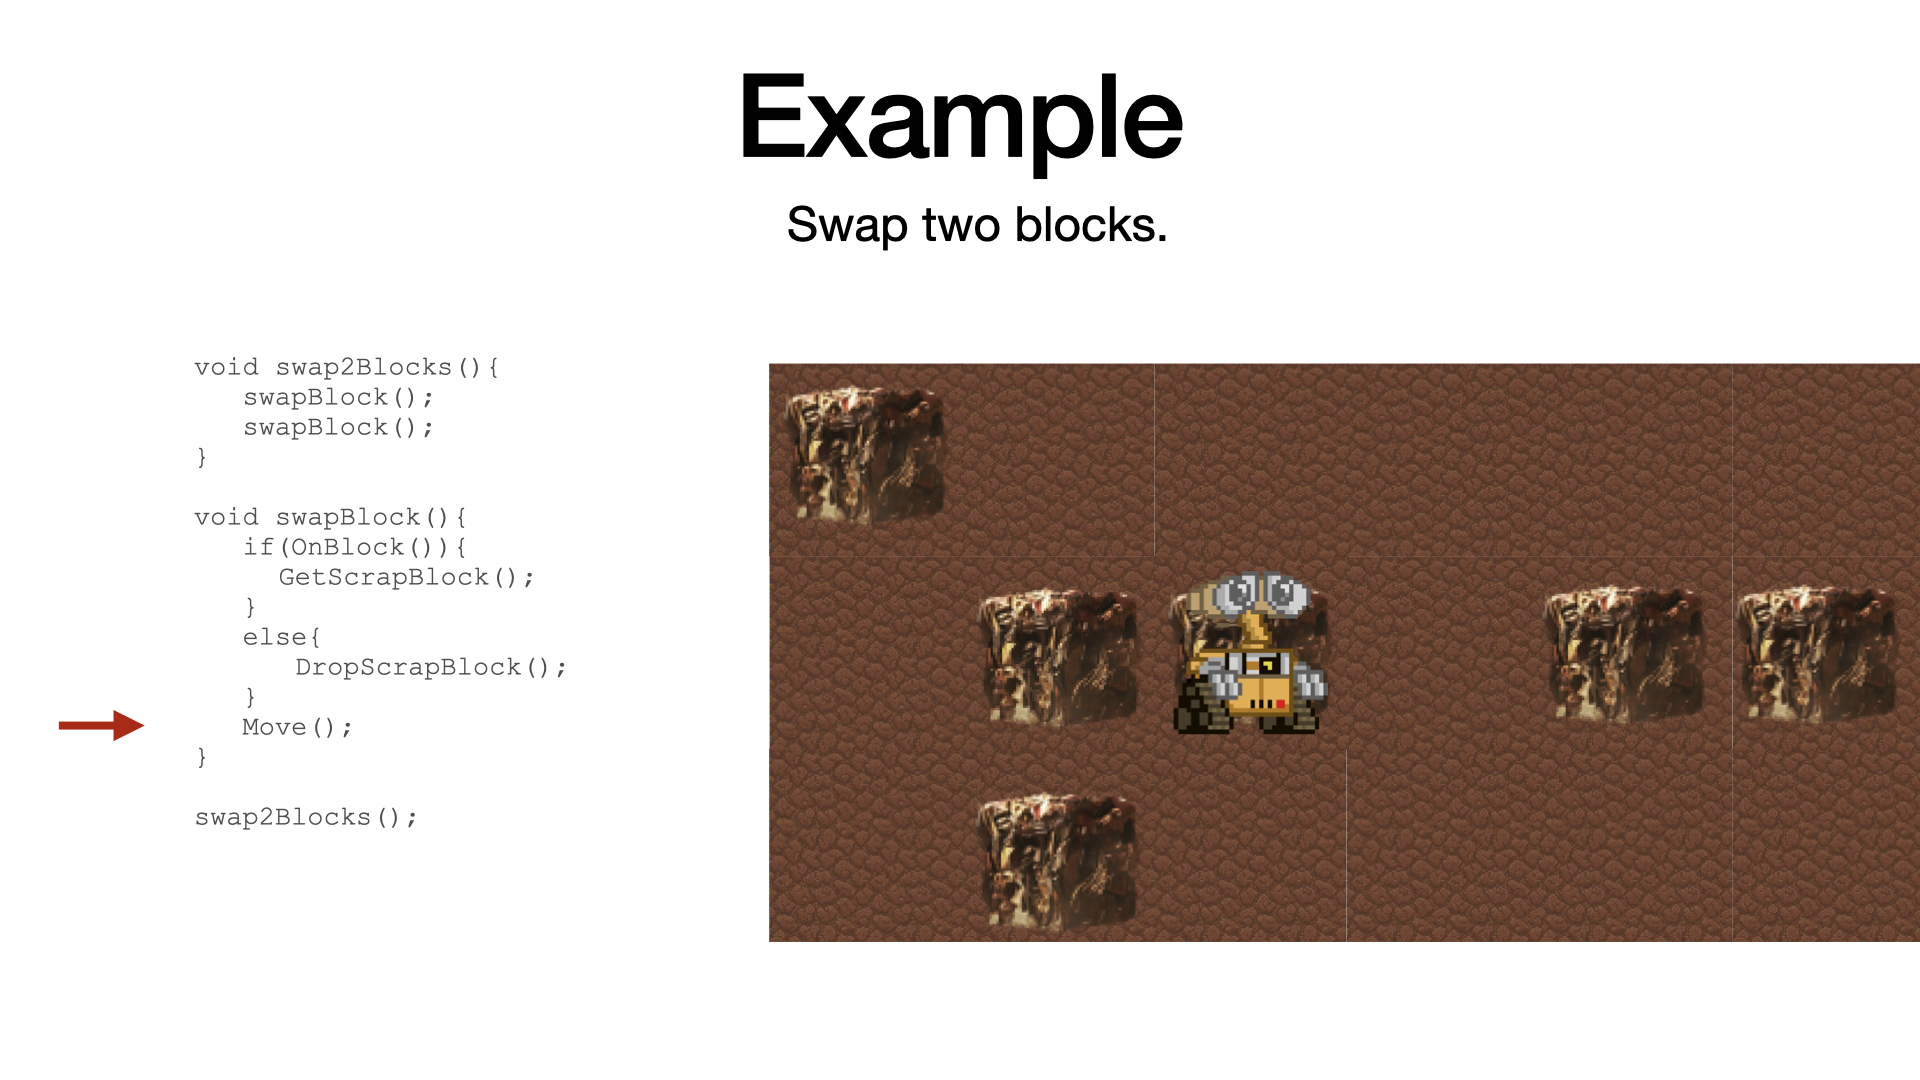 Example
Swap two blocks.
void swap2Blocks(){
swapBlock();
swapBlock();
}
void swapBlock(){
if(OnBlock()){
GetScrapBlock();
}
else{
DropScrapBlock();
}
Move();
}
swap2Blocks();